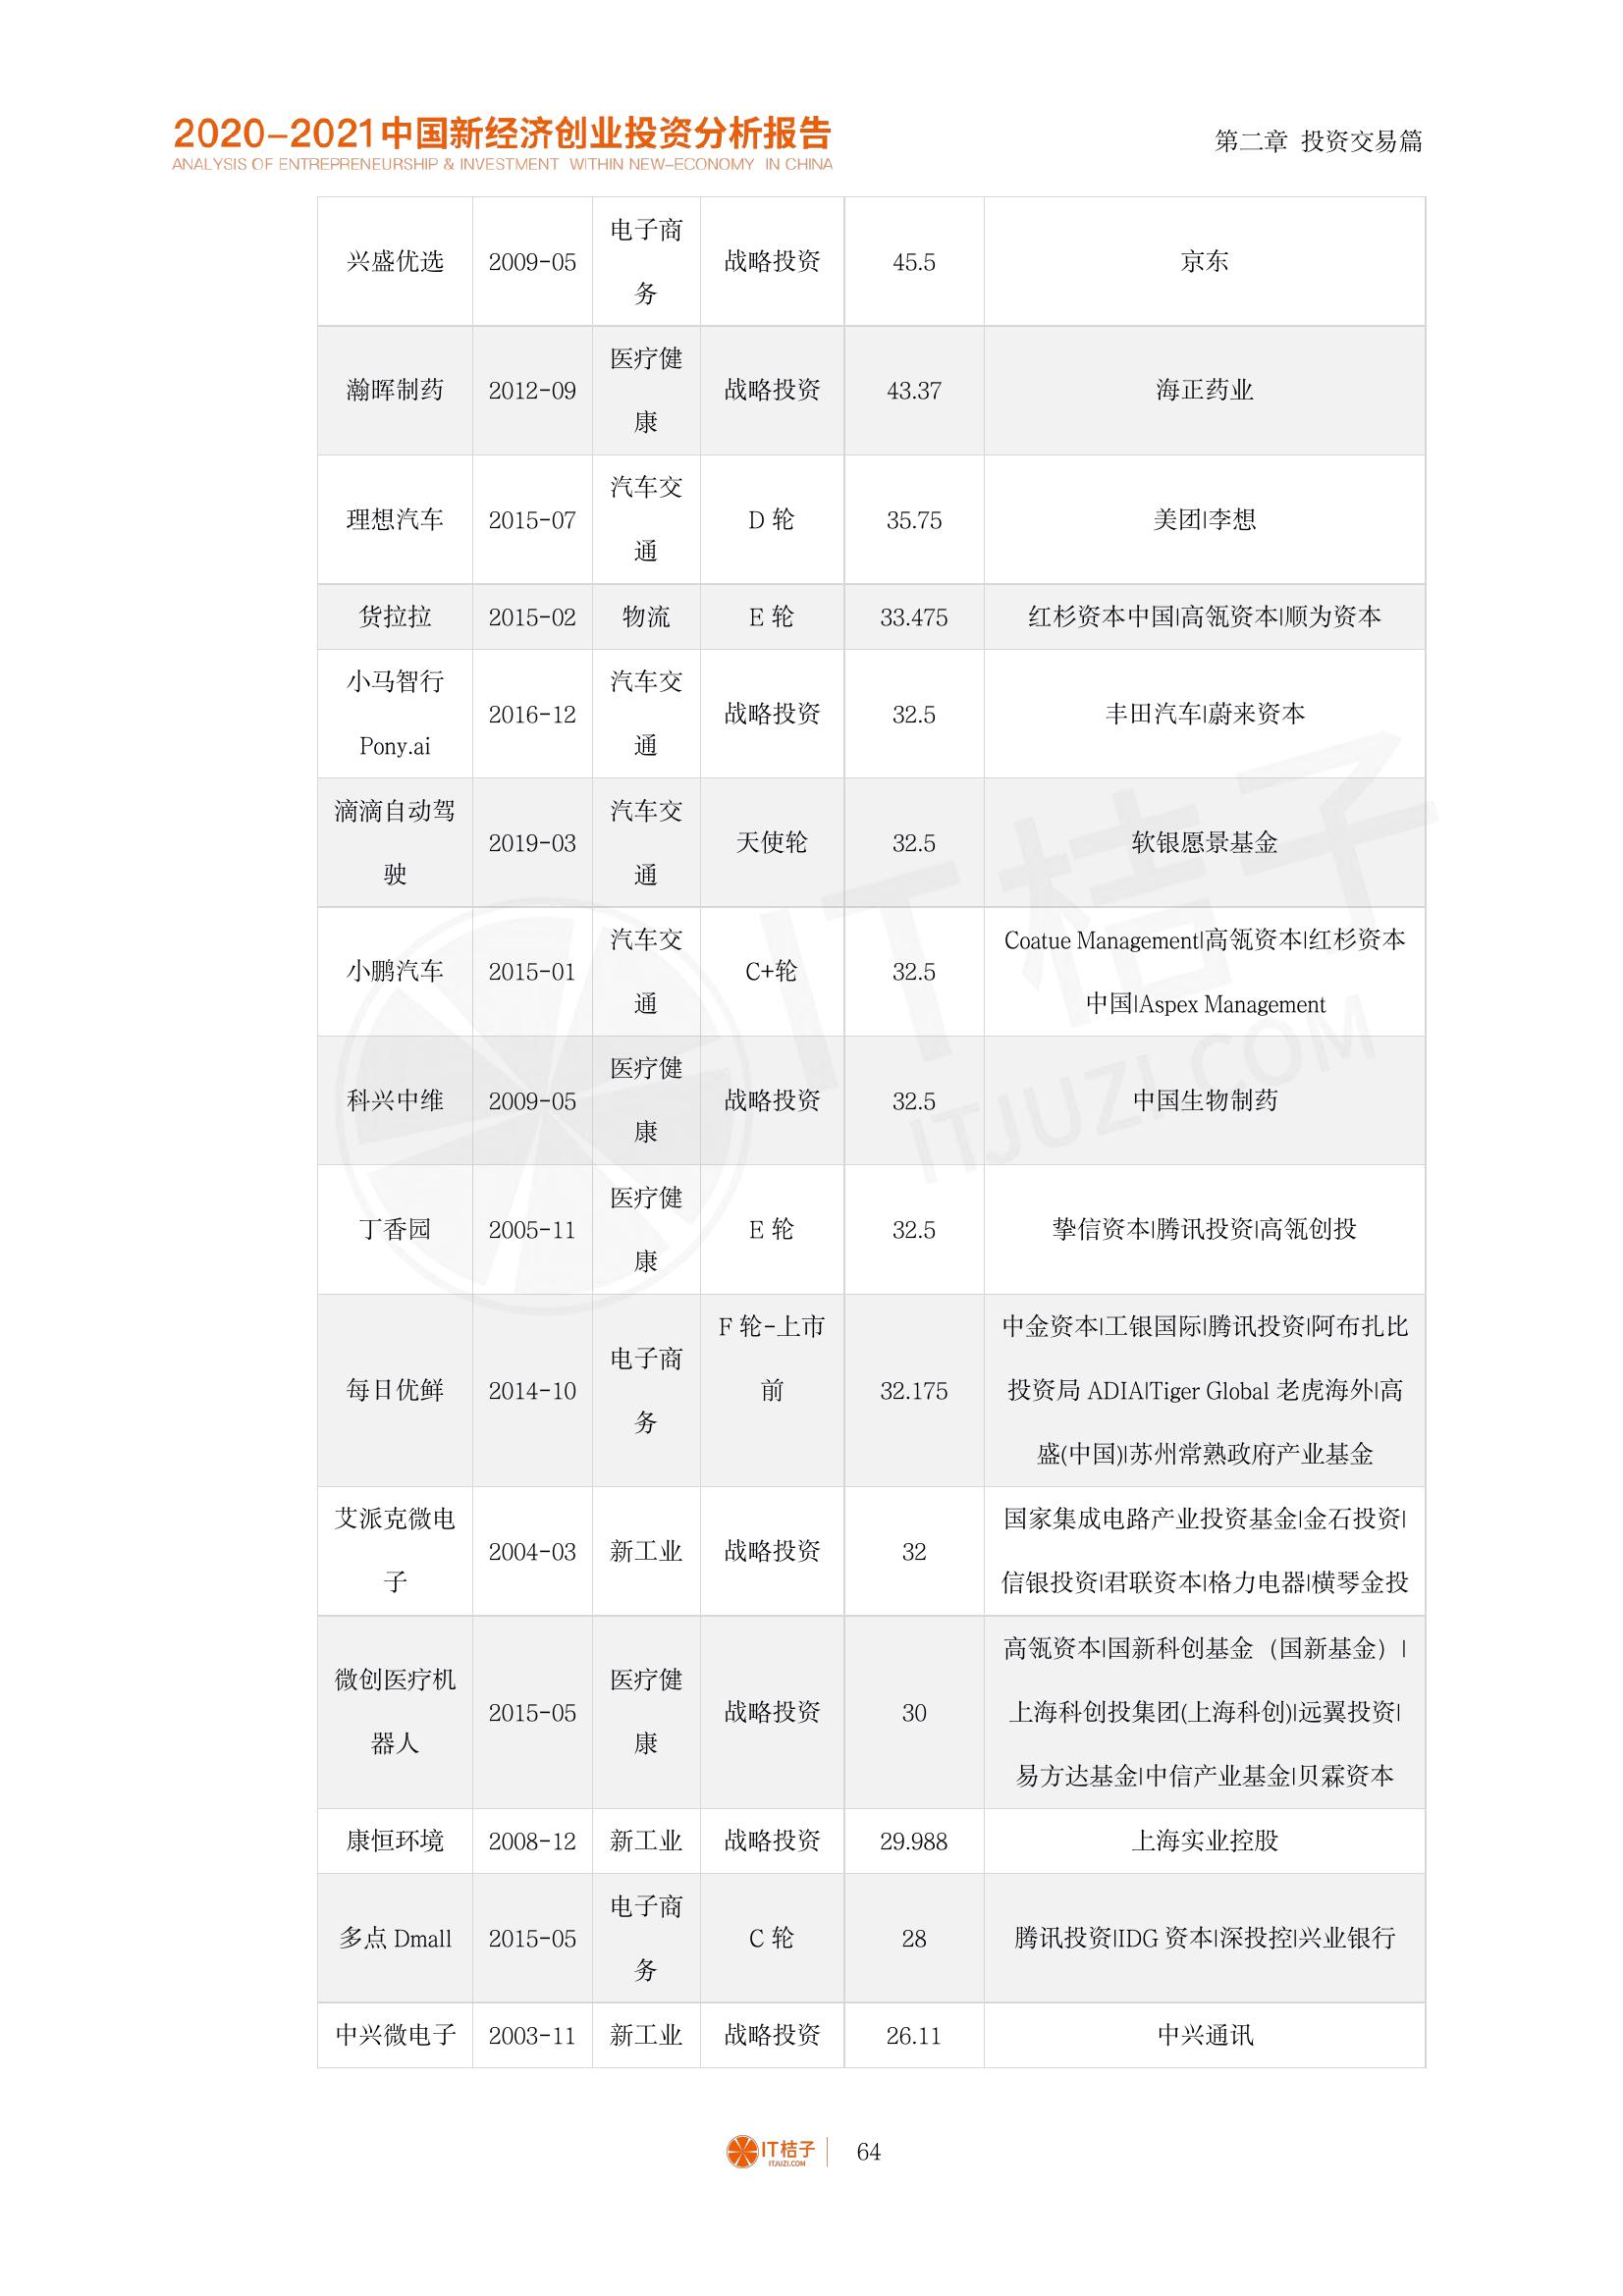 2020-2021中国新经济创业投资分析报告
ANALYSIS OF ENTREPRENEURSHIP & INVESTMENT WITHIN NEW-ECONOMY IN CHINA
第二章 投资交易篇
兴盛优选 2009-05 电子商务 战略投资 45.5 京东
瀚晖制药 2012-09 医疗健康 战略投资 43.37 海正药业
理想汽车 2015-07 汽车交通 D 轮 35.75 美团|李想
货拉拉 2015-02 物流 E 轮 33.475 红杉资本中国|高瓴资本|顺为资本
小马智行 Pony.ai 2016-12 汽车交通 战略投资 32.5 丰田汽车|蔚来资本
滴滴自动驾驶 2019-03 汽车交通 天使轮 32.5 软银愿景基金
小鹏汽车 2015-01 汽车交通 C+轮 32.5 Coatue Management|高瓴资本|红杉资本中国|Aspex Management
科兴中维 2009-05 医疗健康 战略投资 32.5 中国生物制药
丁香园 2005-11 医疗健康 E 轮 32.5 挚信资本|腾讯投资|高瓴创投
每日优鲜 2014-10 电子商务 F 轮-上市前 32.175 中金资本|工银国际|腾讯投资|阿布扎比投资局 ADIA|Tiger Global 老虎海外|高盛(中国)|苏州常熟政府产业基金
艾派克微电子 2004-03 新工业 战略投资 32 国家集成电路产业投资基金|金石投资|信银投资|君联资本|格力电器|横琴金投
微创医疗机器人 2015-05 医疗健康 战略投资 30 高瓴资本|国新科创基金（国新基金）|上海科创投集团(上海科创)|远翼投资|易方达基金|中信产业基金|贝霖资本
康恒环境 2008-12 新工业 战略投资 29.988 上海实业控股
多点 Dmall 2015-05 电子商务 C 轮 28 腾讯投资|IDG 资本|深投控|兴业银行
中兴微电子 2003-11 新工业 战略投资 26.11 中兴通讯
IT桔子
ITJUZI.COM
IT桔子
ITJUZI.COM
64